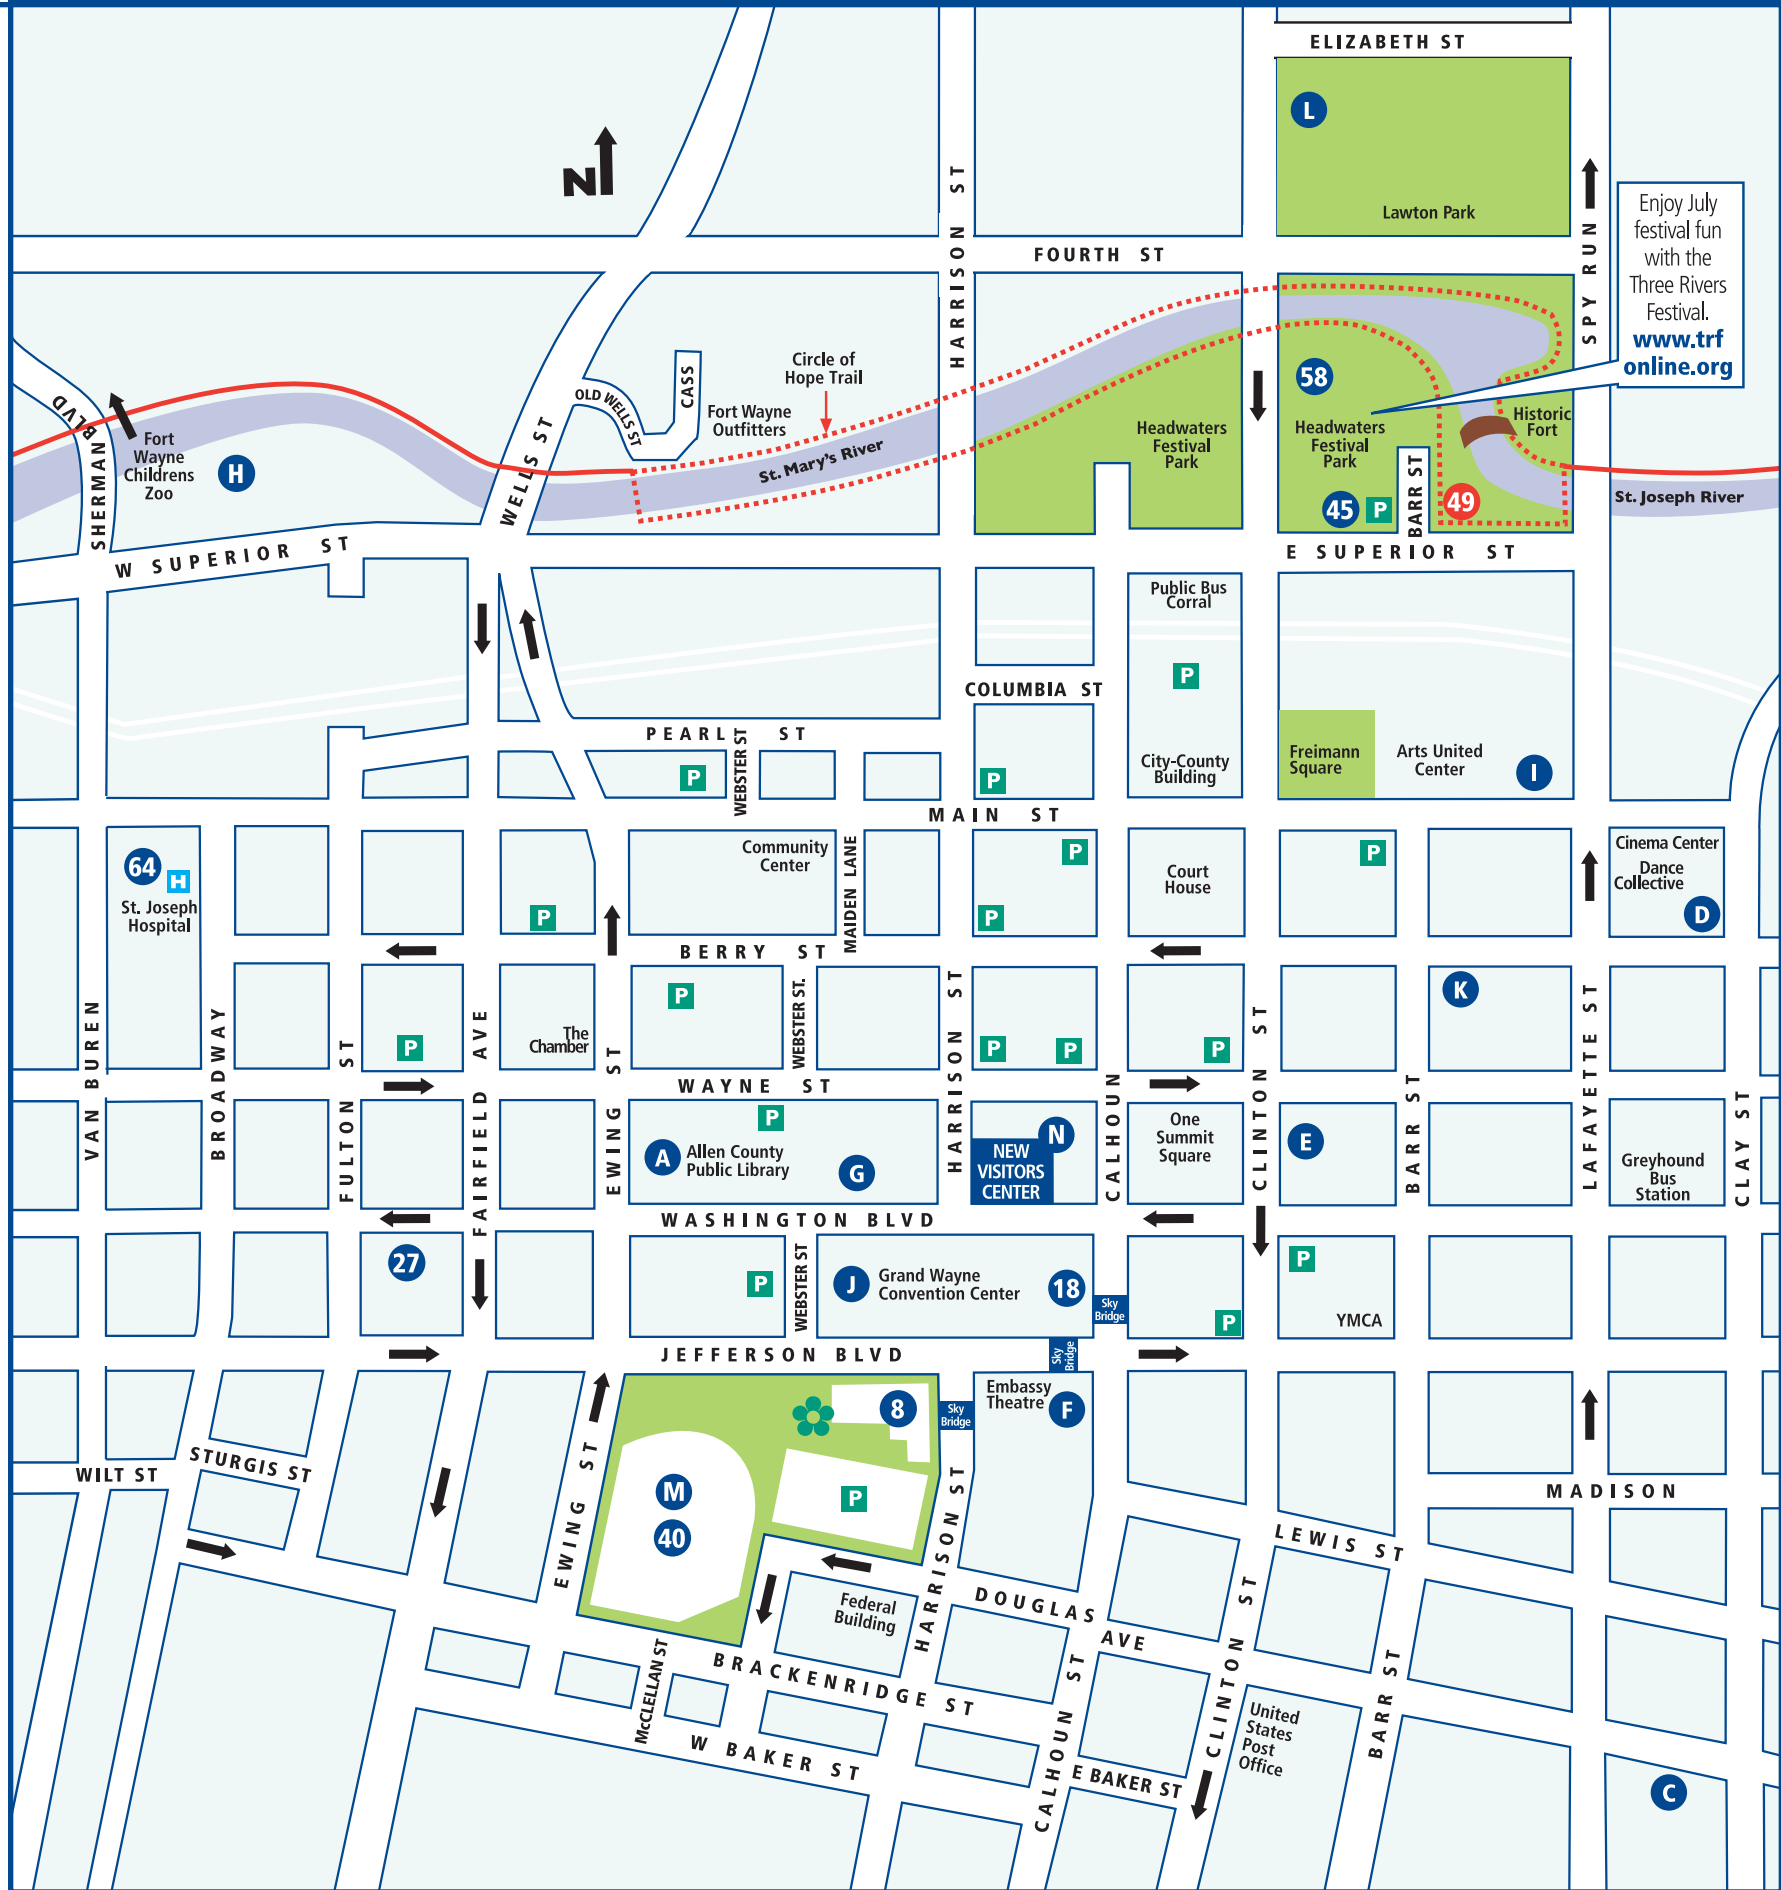 ELIZABETH ST
L
Lawton Park
N
HARRISON ST
FOURTH ST
SPY RUN
Enjoy July
festival fun
with the
Three Rivers
Festival.
www.trf
online.org
SHERMAN BLVD
Fort
Wayne
Childrens
Zoo
H
WELLS ST
OLD WELLS ST
CASS
Fort Wayne
Outfitters
Circle of
Hope Trail
St. Mary's River
Headwaters
Festival
Park
58
Headwaters
Festival
Park
45
P
BARR ST
49
Historic
Fort
St. Joseph River
W SUPERIOR ST
E SUPERIOR ST
Public Bus
Corral
P
City-County
Building
COLUMBIA ST
PEARL ST
WEBSTER ST
P
P
Freimann
Square
Arts United
Center
I
MAIN ST
64
H
St. Joseph
Hospital
P
Community
Center
MAIDEN LANE
P
P
Court
House
P
Cinema Center
Dance
Collective
D
BERRY ST
VAN BUREN
BROADWAY
FULTON ST
P
FAIRFIELD AVE
The
Chamber
EWING ST
P
WEBSTER ST.
HARRISON ST
P
P
P
CLINTON ST
K
LAFAYETTE ST
WAYNE ST
A
Allen County
Public Library
P
G
N
NEW
VISITORS
CENTER
CALHOUN
One
Summit
Square
E
BARR ST
Greyhound
Bus
Station
CLAY ST
WASHINGTON BLVD
27
P
WEBSTER ST
J
Grand Wayne
Convention Center
18
Sky
Bridge
P
P
YMCA
JEFFERSON BLVD
Sky
Bridge
8
Sky
Bridge
Embassy
Theatre
F
WILT ST
STURGIS ST
EWING ST
M
40
P
HARRISON ST
MADISON
LEWIS ST
Federal
Building
DOUGLAS AVE
CLINTON ST
BARR ST
McCLELLAN ST
BRACKENRIDGE ST
W BAKER ST
CALHOUN ST
E BAKER ST
United
States
Post
Office
C